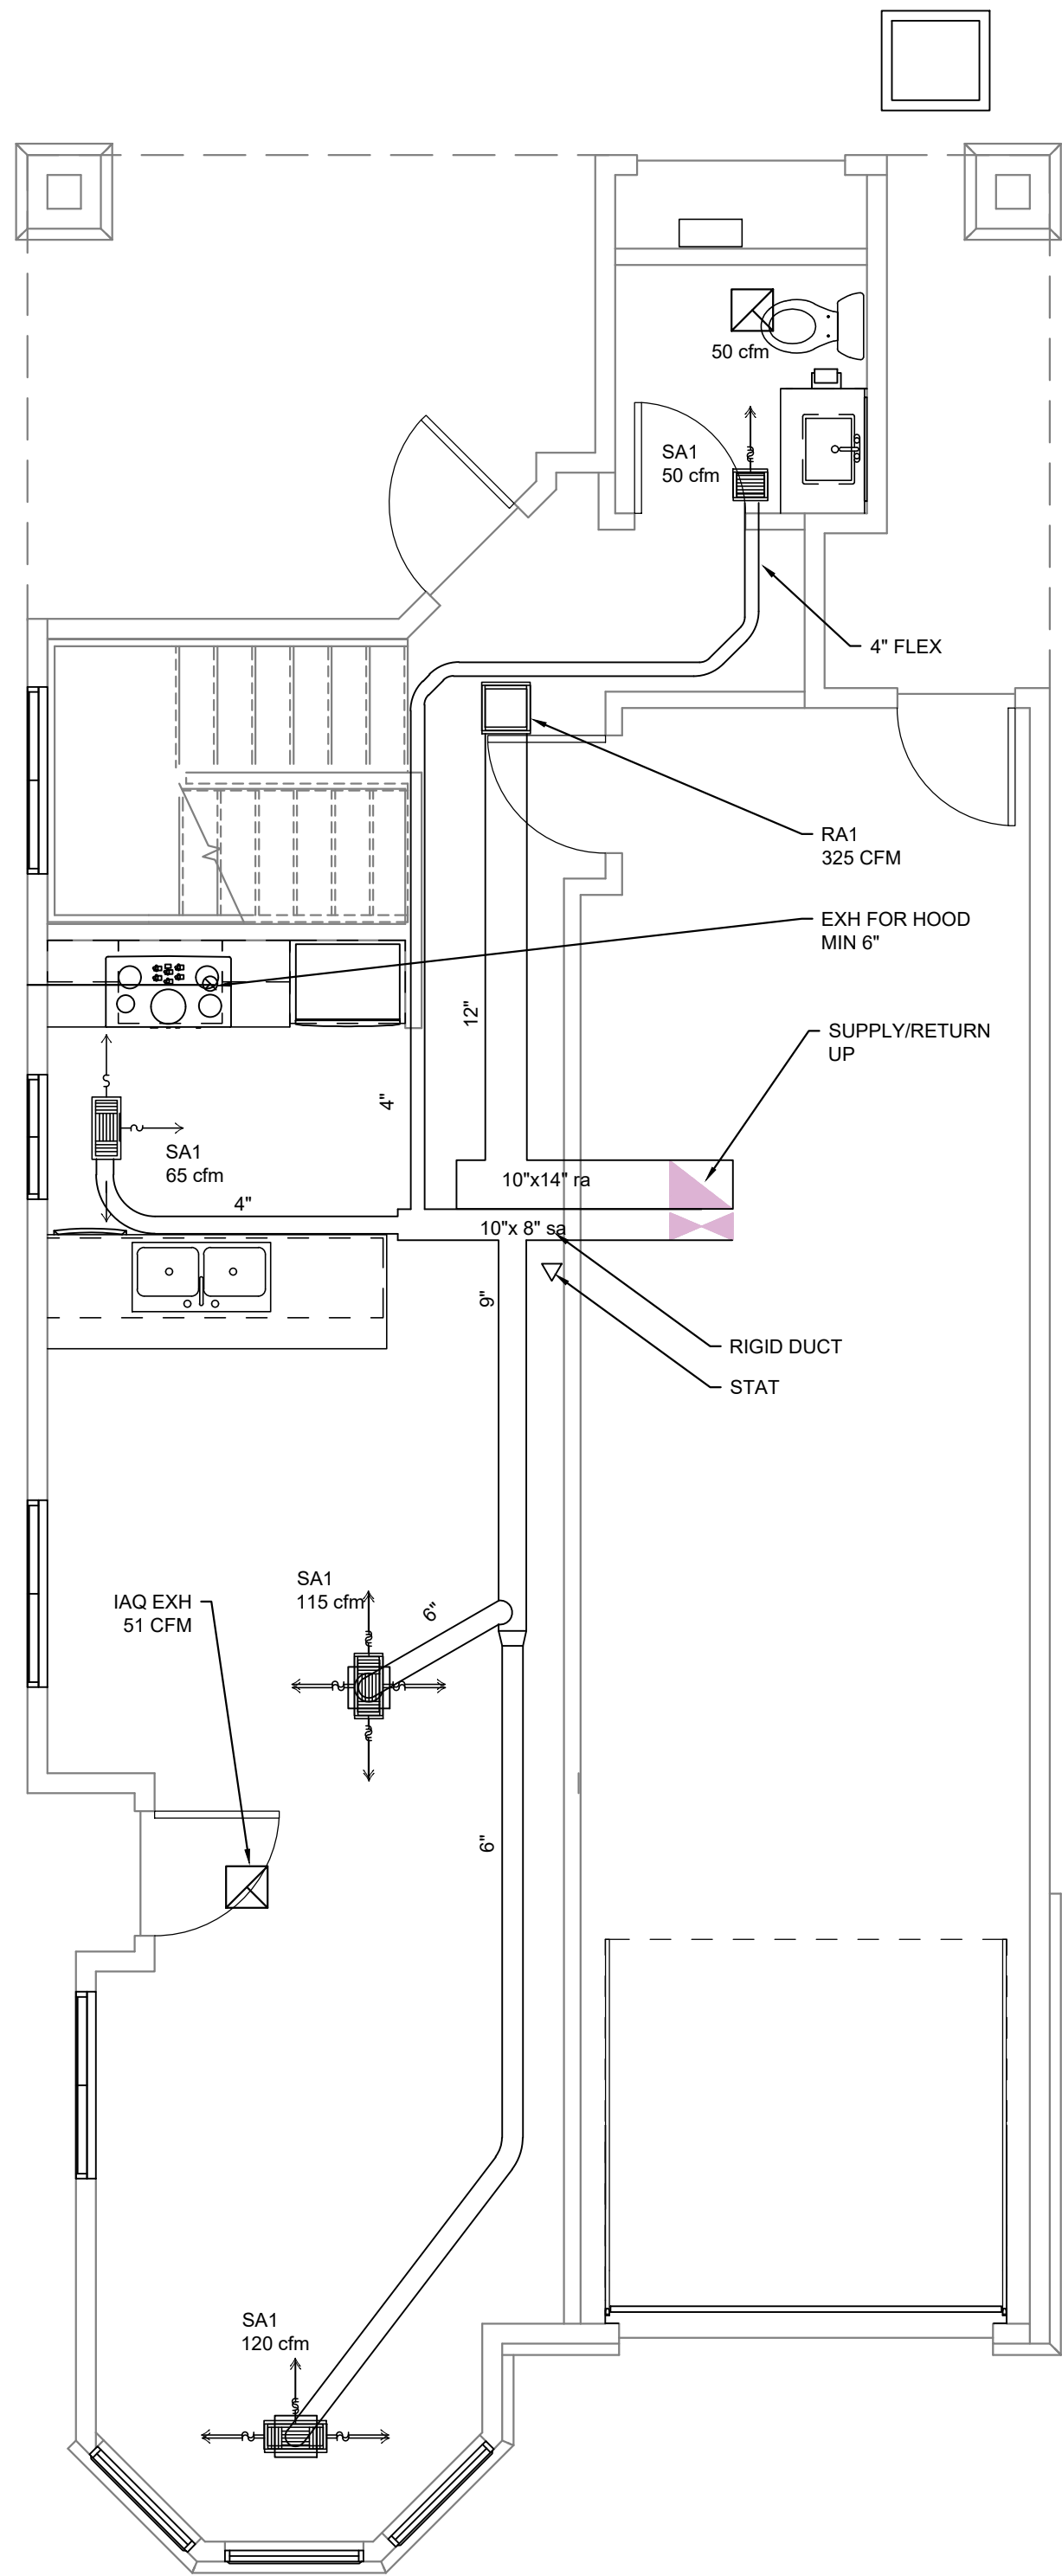 50 cfm
SA1
50 cfm
4" FLEX
RA1
325 CFM
EXH FOR HOOD
MIN 6"
12"
SUPPLY/RETURN
UP
4"
SA1
65 cfm
10"x14" ra
4"
10"x 8" sa
9"
RIGID DUCT
STAT
SA1
115 cfm
6"
IAQ EXH
51 CFM
6"
SA1
120 cfm